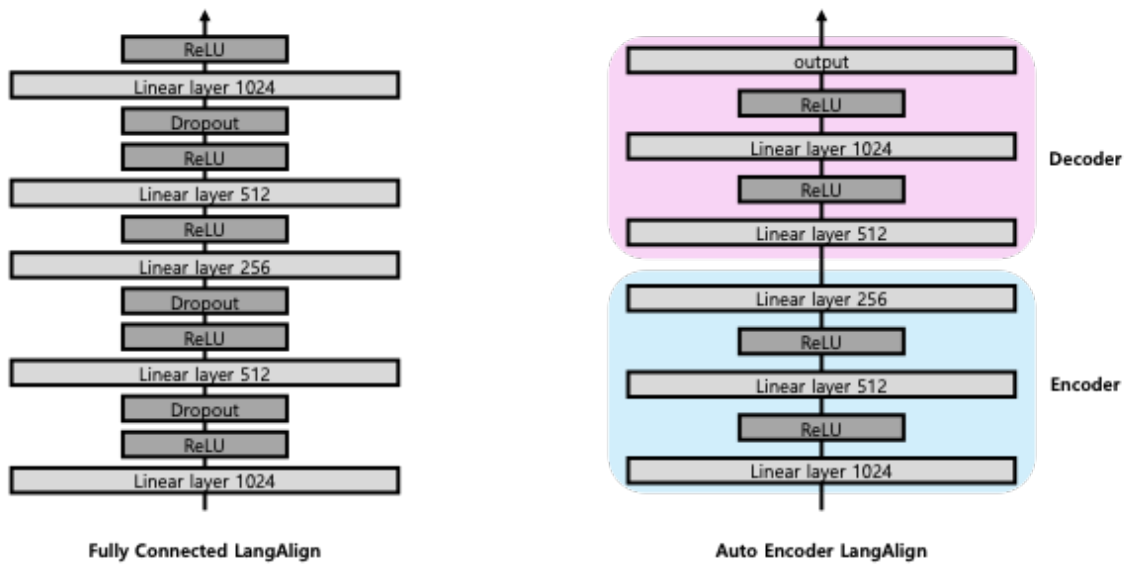 ReLU
Linear layer 1024
Dropout
ReLU
Linear layer 512
ReLU
Linear layer 256
Dropout
ReLU
Linear layer 512
Dropout
ReLU
Linear layer 1024
Fully Connected LangAlign
output
ReLU
Linear layer 1024
ReLU
Linear layer 512
Decoder
Linear layer 256
ReLU
Linear layer 512
ReLU
Linear layer 1024
Encoder
Auto Encoder LangAlign